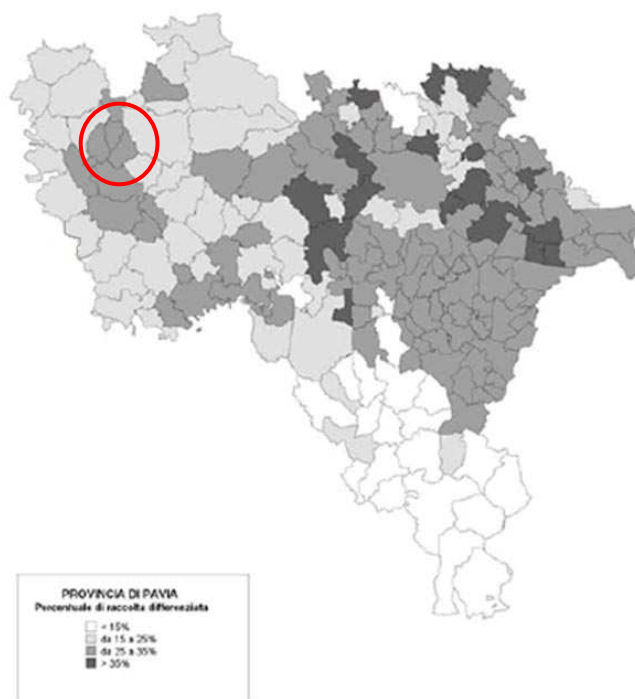 PROVINCIA DI PAVIA
Percentuale di raccolta differenziata
< 15%
da 15 a 25%
da 25 a 35%
> 35%